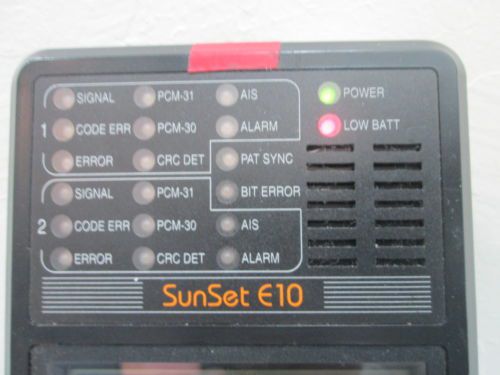 SIGNAL PCM-31 AIS POWER
1 CODE ERR PCM-30 ALARM LOW BATT
ERROR CRC DET PAT SYNC
SIGNAL PCM-31 BIT ERROR
2 CODE ERR PCM-30 AIS
ERROR CRC DET ALARM
SunSet E10